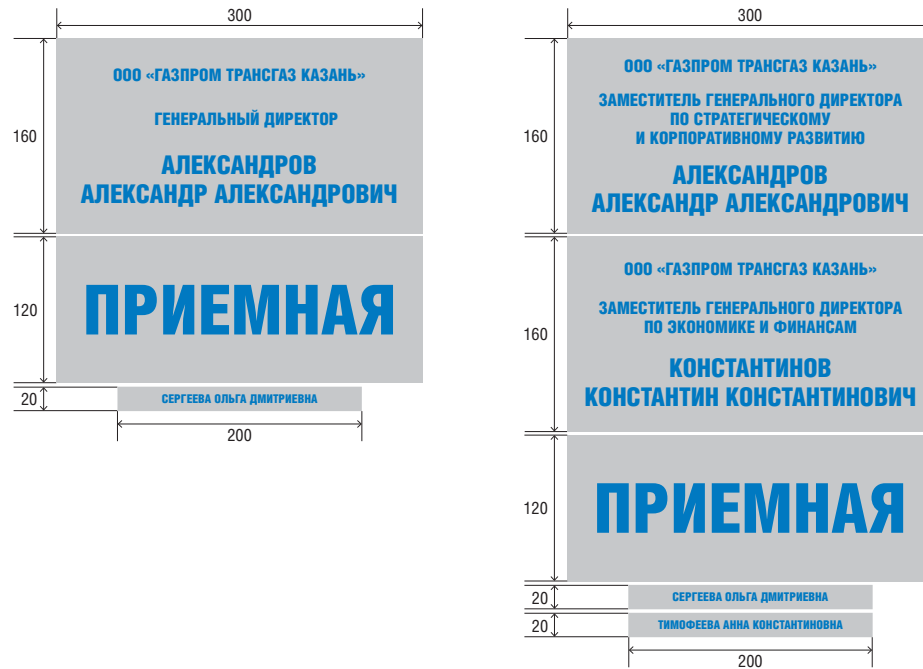 300
160
ООО «ГАЗПРОМ ТРАНСГАЗ КАЗАНЬ»
ГЕНЕРАЛЬНЫЙ ДИРЕКТОР
АЛЕКСАНДРОВ
АЛЕКСАНДР АЛЕКСАНДРОВИЧ
120
ПРИЕМНАЯ
20
СЕРГЕЕВА ОЛЬГА ДМИТРИЕВНА
200
300
160
ООО «ГАЗПРОМ ТРАНСГАЗ КАЗАНЬ»
ЗАМЕСТИТЕЛЬ ГЕНЕРАЛЬНОГО ДИРЕКТОРА
ПО СТРАТЕГИЧЕСКОМУ
И КОРПОРАТИВНОМУ РАЗВИТИЮ
АЛЕКСАНДРОВ
АЛЕКСАНДР АЛЕКСАНДРОВИЧ
160
ООО «ГАЗПРОМ ТРАНСГАЗ КАЗАНЬ»
ЗАМЕСТИТЕЛЬ ГЕНЕРАЛЬНОГО ДИРЕКТОРА
ПО ЭКОНОМИКЕ И ФИНАНСАМ
КОНСТАНТИНОВ
КОНСТАНТИН КОНСТАНТИНОВИЧ
120
ПРИЕМНАЯ
20
СЕРГЕЕВА ОЛЬГА ДМИТРИЕВНА
20
ТИМОФЕЕВА АННА КОНСТАНТИНОВНА
200